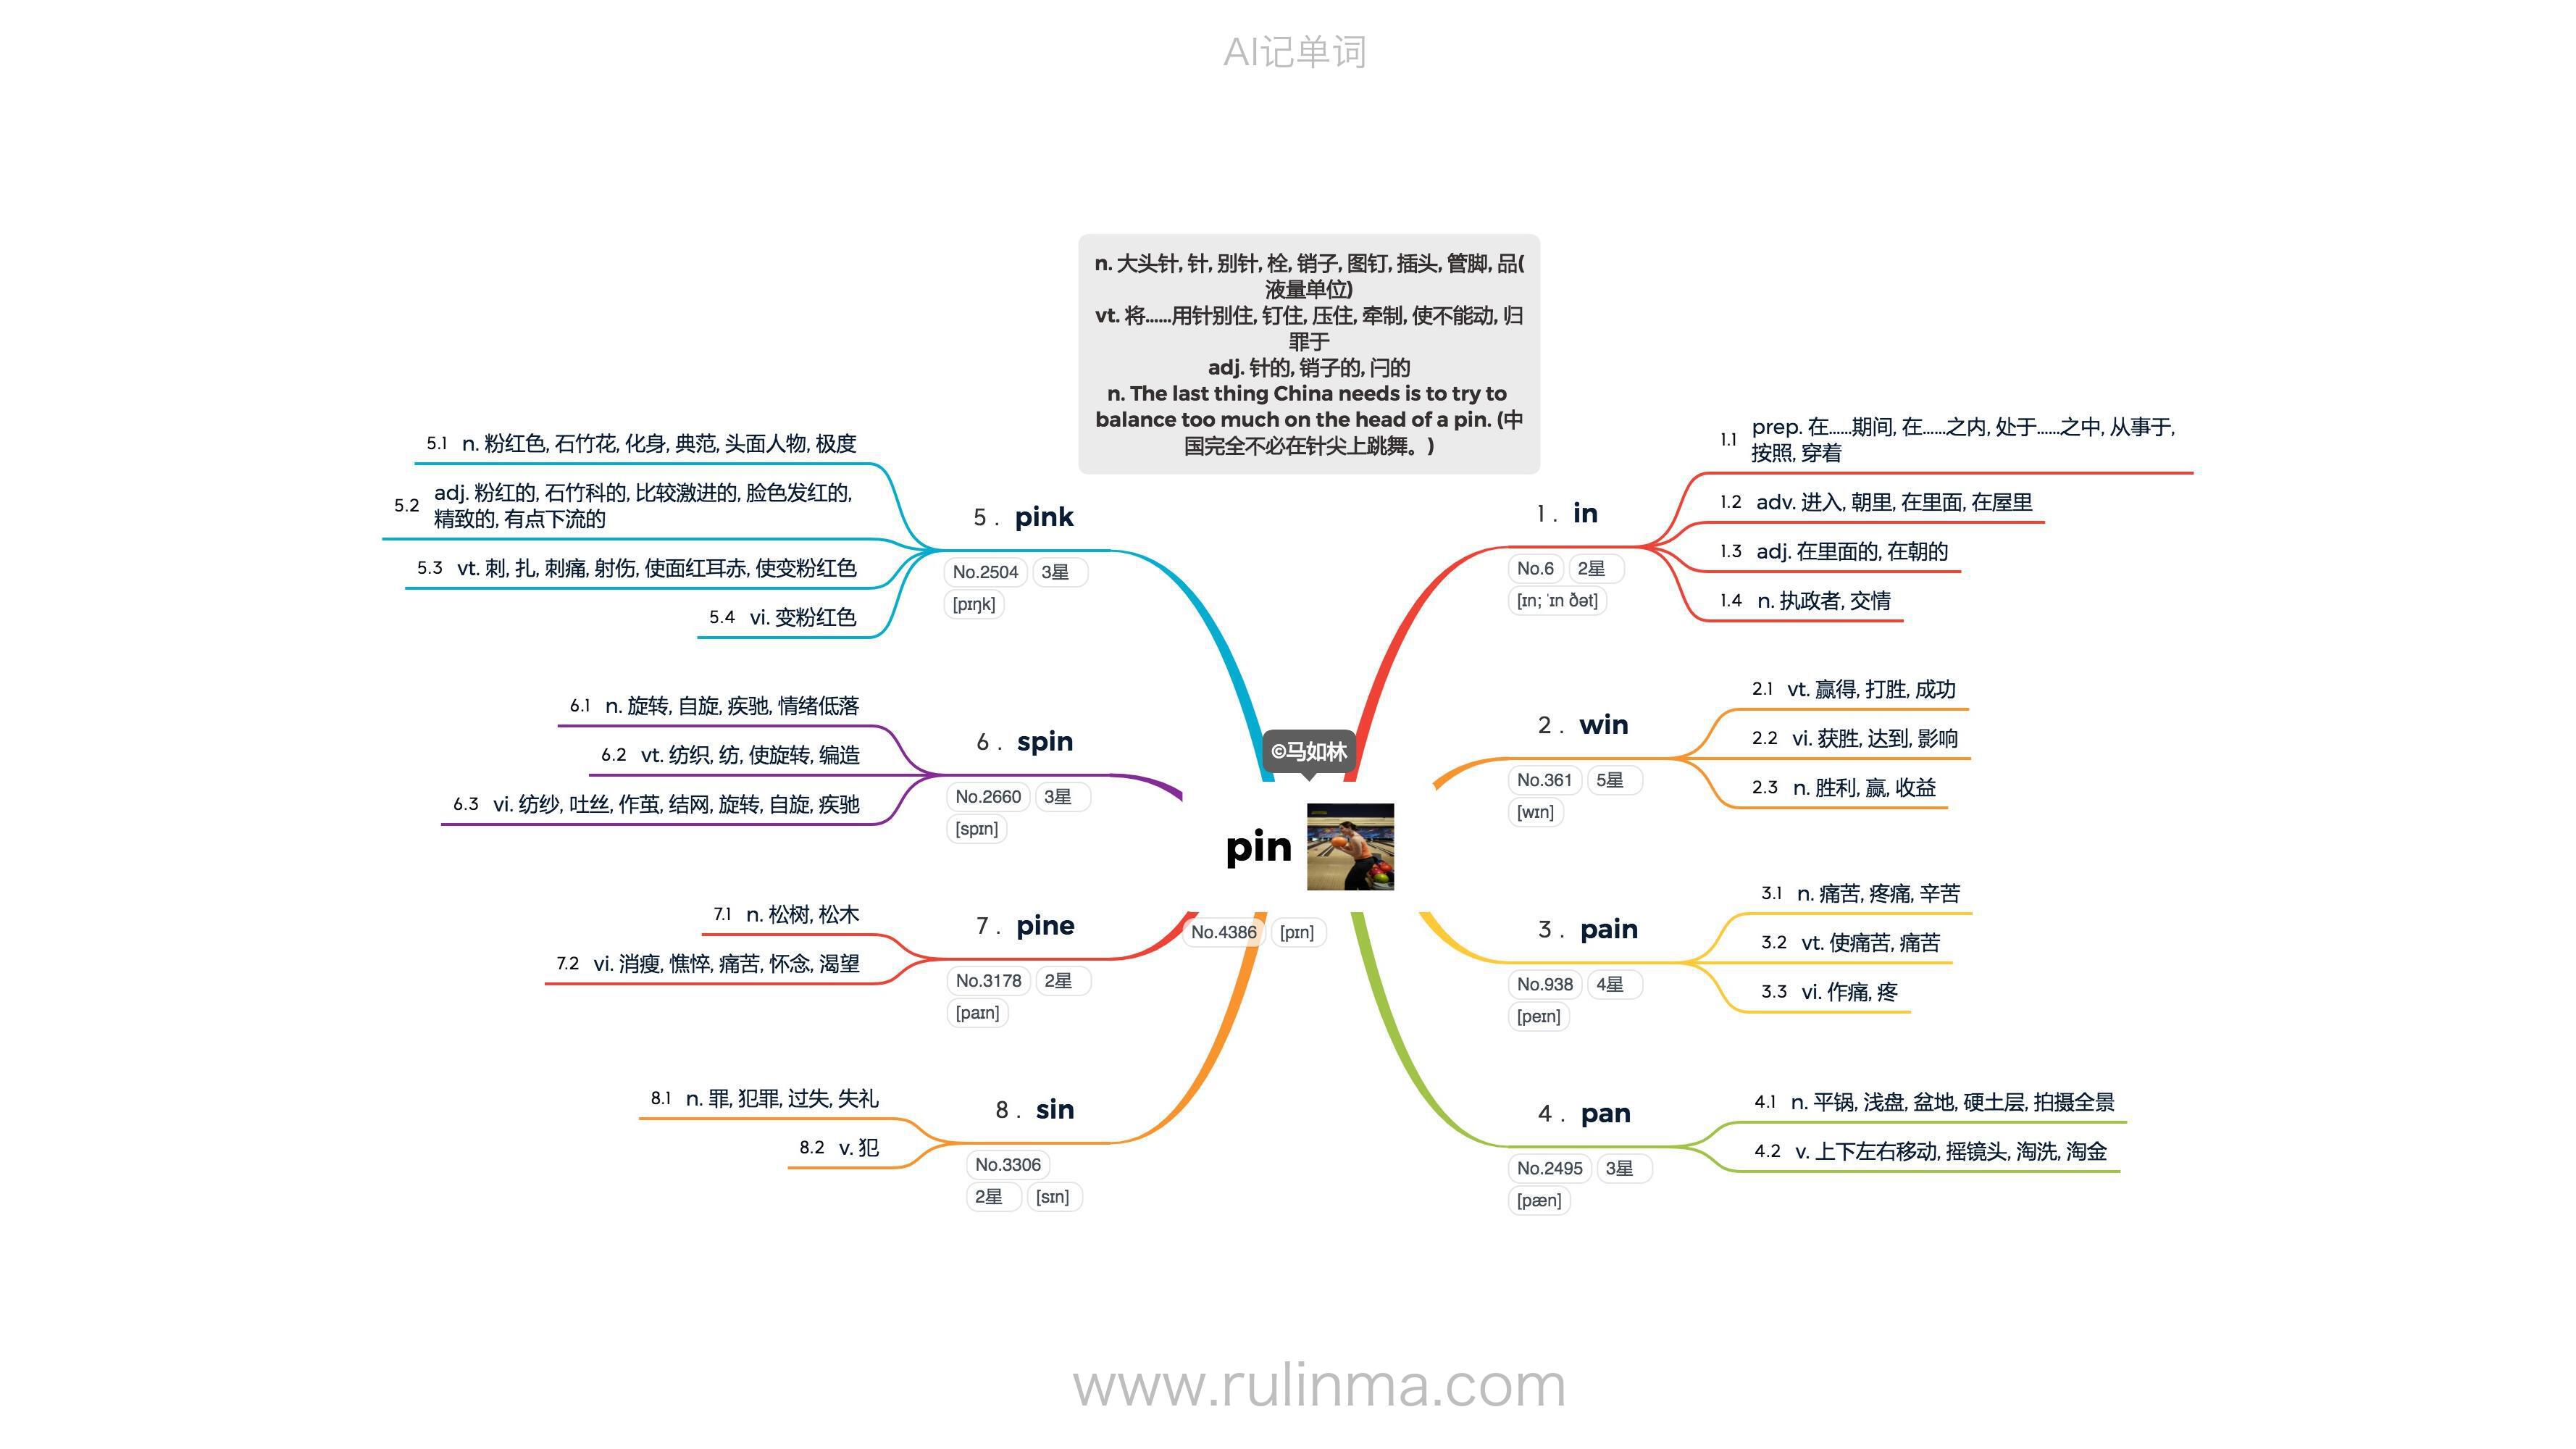 AI记单词
n. 大头针, 针, 别针, 栓, 销子, 图钉, 插头, 管脚, 品(
液量单位)
vt. 将......用针别住, 钉住, 压住, 牵制, 使不能动, 归
罪于
adj. 针的, 销子的, 闩的
n. The last thing China needs is to try to
balance too much on the head of a pin. (中
国完全不必在针尖上跳舞。)
©马如林
pin
No.4386 [pɪn]
1 . in
No.6 2星
[ɪn; ˈɪn ðət]
1.1 prep. 在......期间, 在......之内, 处于......之中, 从事于,
按照, 穿着
1.2 adv. 进入, 朝里, 在里面, 在屋里
1.3 adj. 在里面的, 在朝的
1.4 n. 执政者, 交情
2 . win
No.361 5星
[wɪn]
2.1 vt. 赢得, 打胜, 成功
2.2 vi. 获胜, 达到, 影响
2.3 n. 胜利, 赢, 收益
3 . pain
No.938 4星
[peɪn]
3.1 n. 痛苦, 疼痛, 辛苦
3.2 vt. 使痛苦, 痛苦
3.3 vi. 作痛, 疼
4 . pan
No.2495 3星
[pæn]
4.1 n. 平锅, 浅盘, 盆地, 硬土层, 拍摄全景
4.2 v. 上下左右移动, 摇镜头, 淘洗, 淘金
5 . pink
No.2504 3星
[pɪŋk]
5.1 n. 粉红色, 石竹花, 化身, 典范, 头面人物, 极度
5.2 adj. 粉红的, 石竹科的, 比较激进的, 脸色发红的,
精致的, 有点下流的
5.3 vt. 刺, 扎, 刺痛, 射伤, 使面红耳赤, 使变粉红色
5.4 vi. 变粉红色
6 . spin
No.2660 3星
[spɪn]
6.1 n. 旋转, 自旋, 疾驰, 情绪低落
6.2 vt. 纺织, 纺, 使旋转, 编造
6.3 vi. 纺纱, 吐丝, 作茧, 结网, 旋转, 自旋, 疾驰
7 . pine
No.3178 2星
[paɪn]
7.1 n. 松树, 松木
7.2 vi. 消瘦, 憔悴, 痛苦, 怀念, 渴望
8 . sin
No.3306
2星 [sɪn]
8.1 n. 罪, 犯罪, 过失, 失礼
8.2 v. 犯
www.rulinma.com